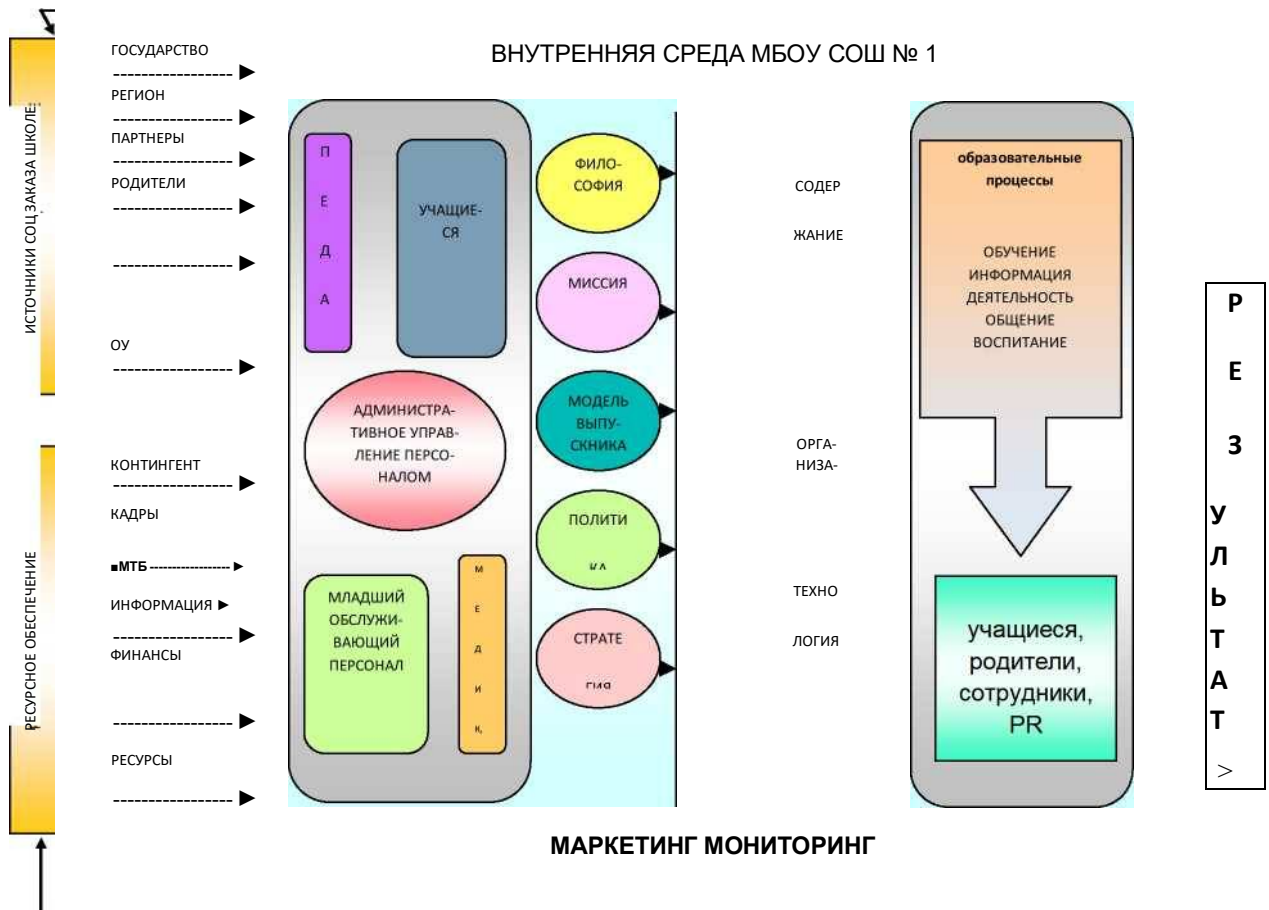 ВНУТРЕННЯЯ СРЕДА МБОУ СОШ № 1
ИСТОЧНИКИ СОЦ ЗАКАЗА ШКОЛЕ:
ГОСУДАРСТВО
------------------ ►
РЕГИОН
------------------ ►
ПАРТНЕРЫ
------------------ ►
РОДИТЕЛИ
------------------ ►
------------------ ►
ОУ
------------------ ►
РЕСУРСНОЕ ОБЕСПЕЧЕНИЕ
КОНТИНГЕНТ
------------------ ►
КАДРЫ
■МТБ ------------------ ►
ИНФОРМАЦИЯ ►
------------------ ►
ФИНАНСЫ
------------------ ►
РЕСУРСЫ
------------------ ►
П
Е
Д
А
УЧАЩИЕ-
СЯ
АДМИНИСТРА-
ТИВНОЕ УПРАВ-
ЛЕНИЕ ПЕРСО-
НАЛОМ
МЛАДШИЙ
ОБСЛУЖИ-
ВАЮЩИЙ
ПЕРСОНАЛ
М
Е
Д
И
К,
ФИЛО-
СОФИЯ
МИССИЯ
МОДЕЛЬ
ВЫПУ-
СКНИКА
ПОЛИТИ
КА
СТРАТЕ
ГИЯ
СОДЕР
ЖАНИЕ
ОРГА-
НИЗА-
ТЕХНО
ЛОГИЯ
образовательные
процессы
ОБУЧЕНИЕ
ИНФОРМАЦИЯ
ДЕЯТЕЛЬНОСТЬ
ОБЩЕНИЕ
ВОСПИТАНИЕ
учащиеся,
родители,
сотрудники,
PR
Р
Е
З
У
Л
Ь
Т
А
Т
>
МАРКЕТИНГ МОНИТОРИНГ